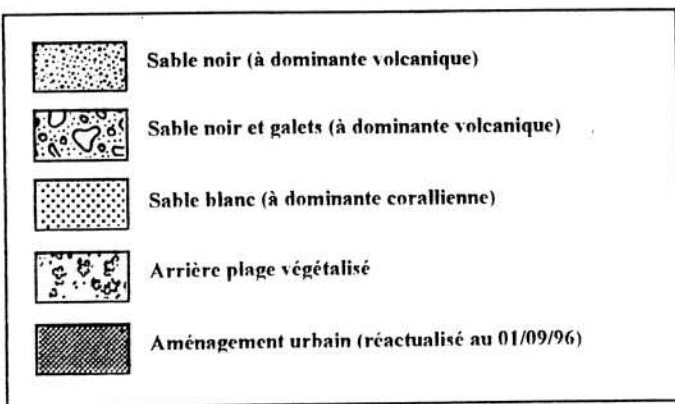 Sable noir (à dominante volcanique)
Sable noir et galets (à dominante volcanique)
Sable blanc (à dominante corallienne)
Arrière plage végétalisé
Aménagement urbain (réactualisé au 01/09/96)